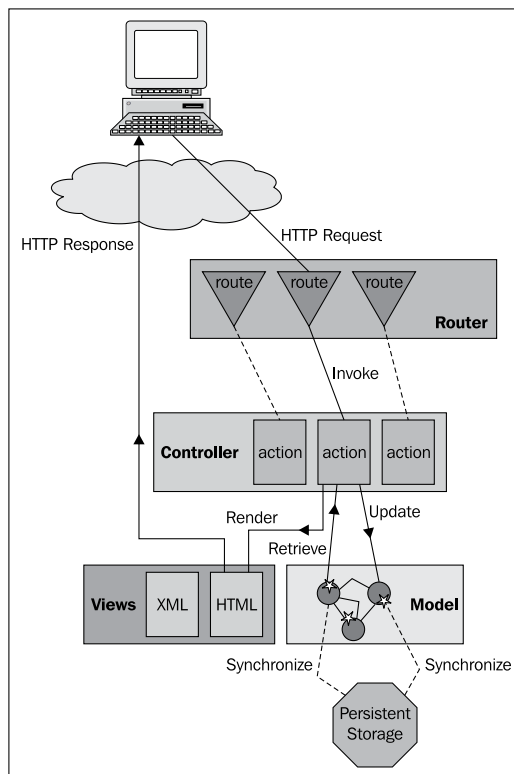 HTTP Response
HTTP Request
route
route
route
Router
Invoke
Controller
action
action
action
Render
Update
Retrieve
Views
XML
HTML
Model
Synchronize
Synchronize
Persistent
Storage